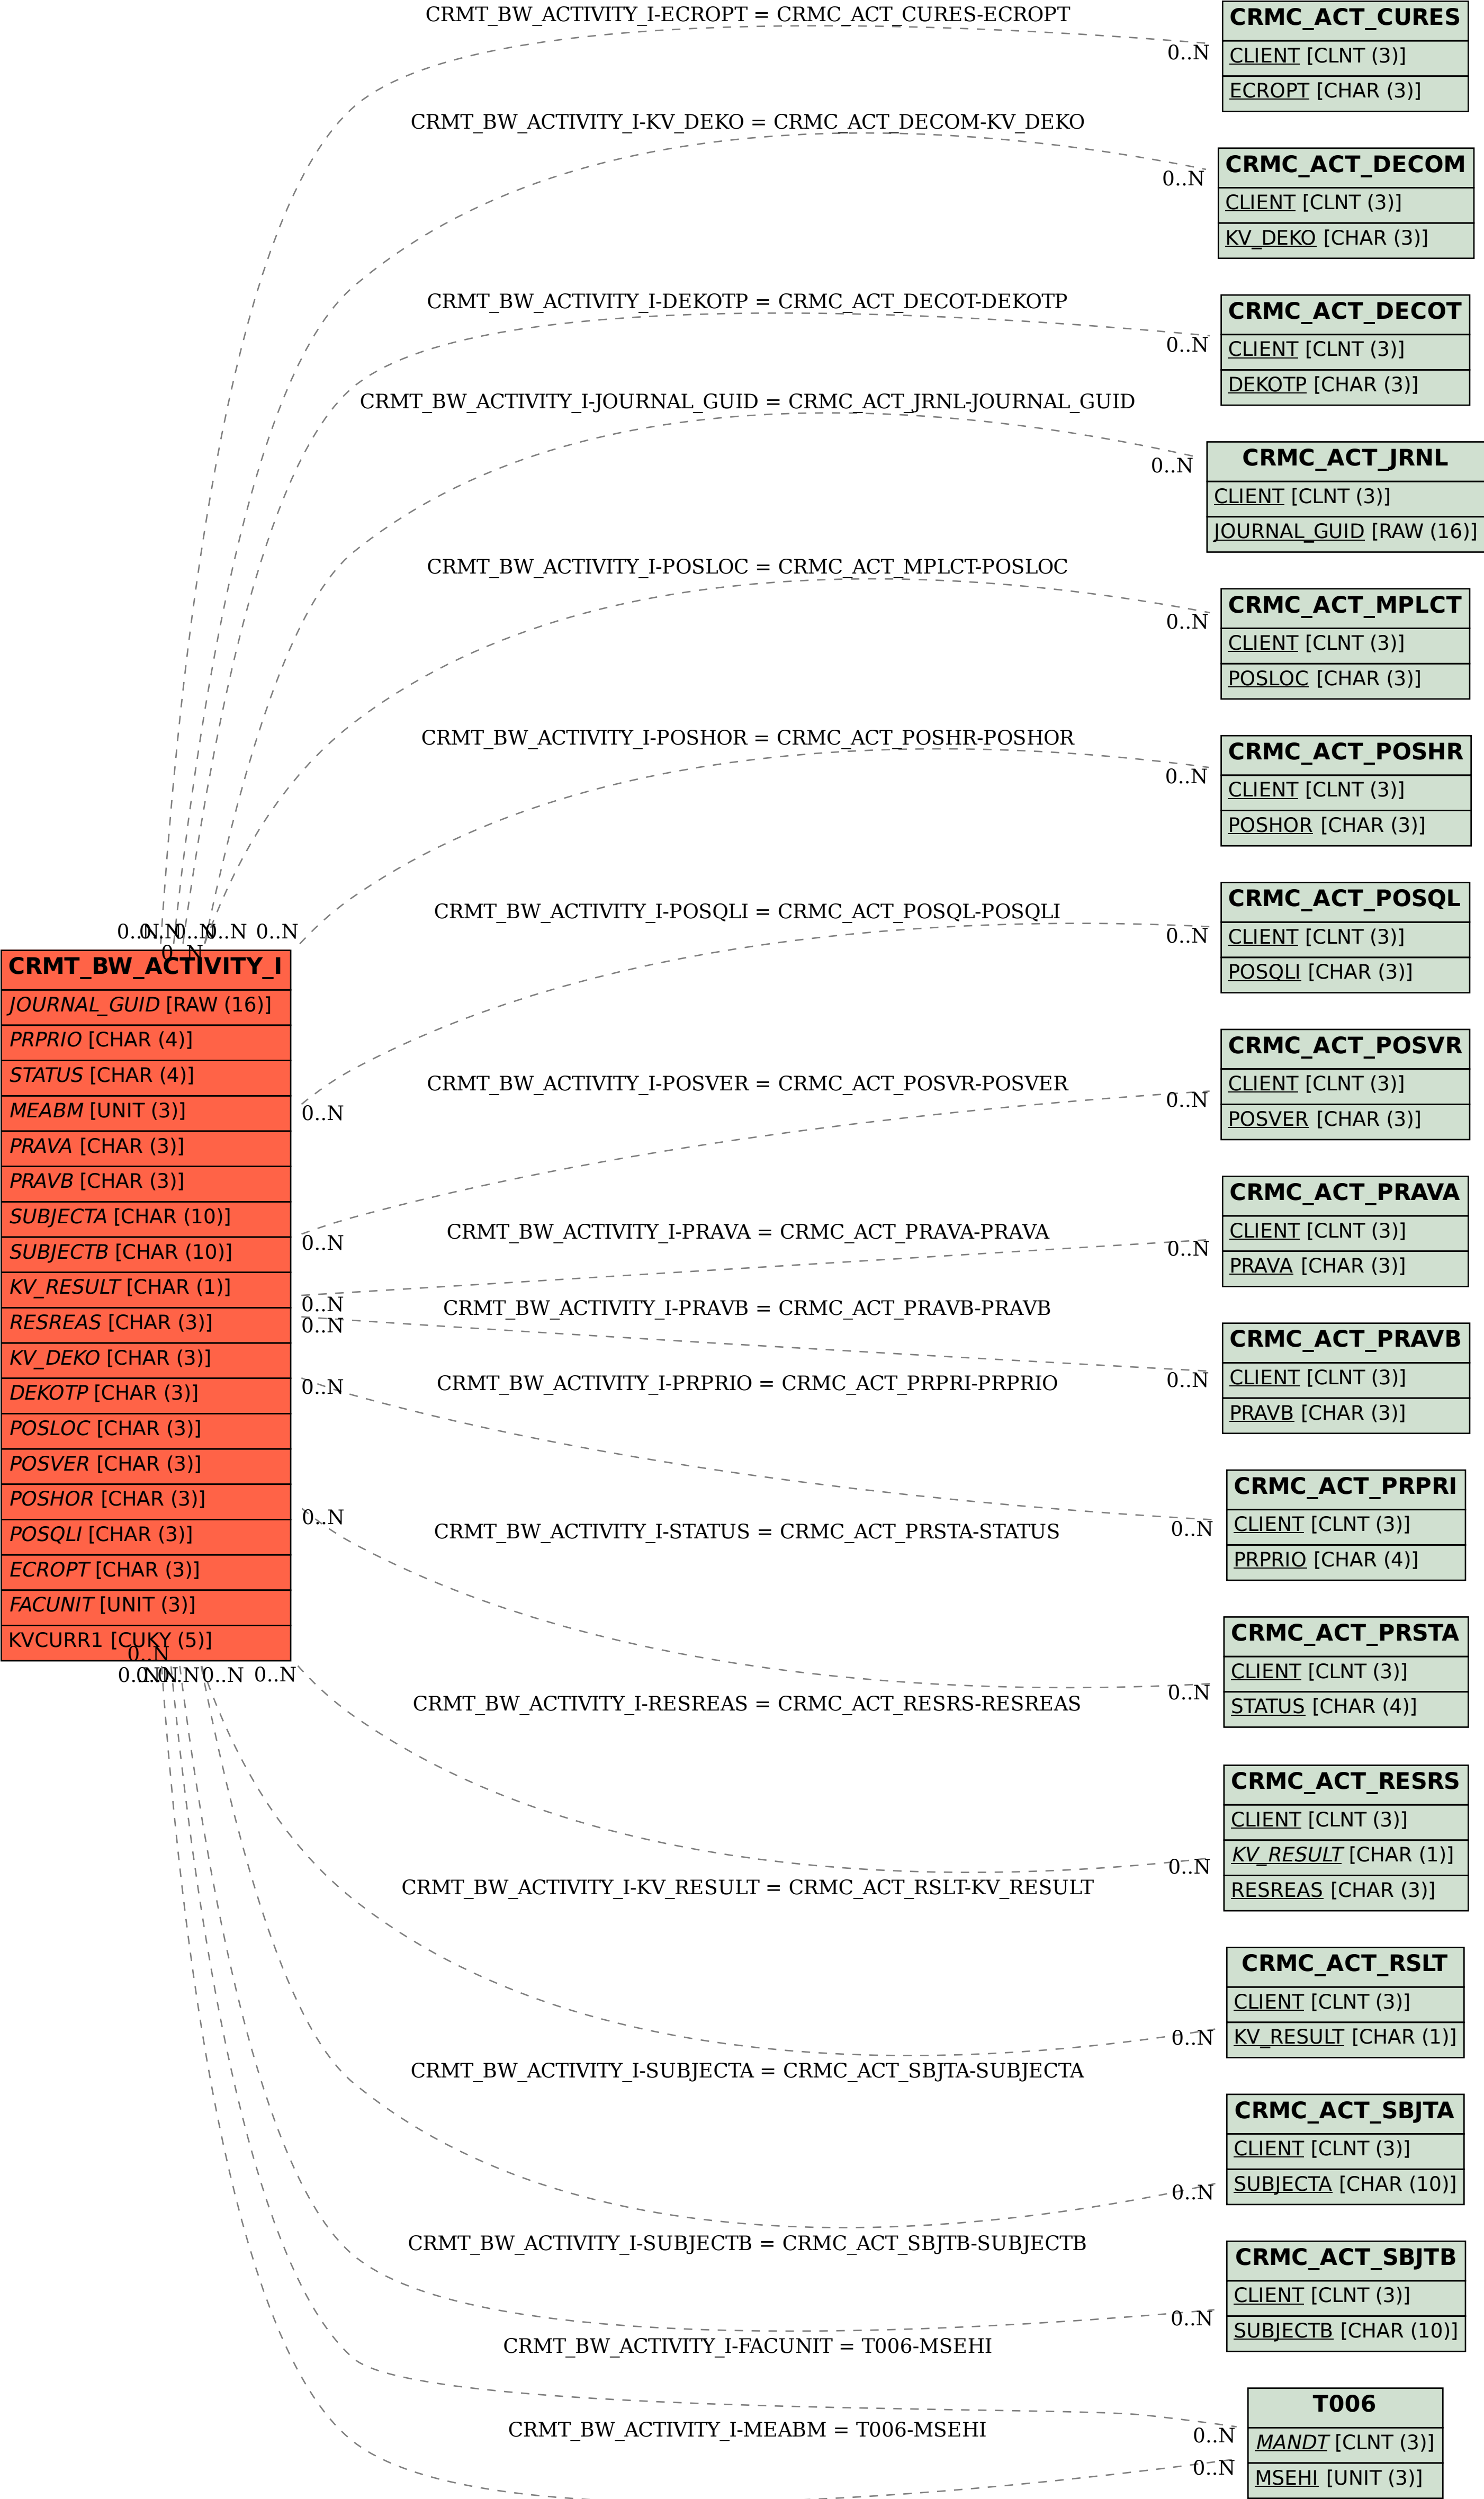 CRMT_BW_ACTIVITY_I-ECROPT = CRMC_ACT_CURES-ECROPT
0..N
CRMC_ACT_CURES
CLIENT [CLNT (3)]
ECROPT [CHAR (3)]
CRMT_BW_ACTIVITY_I-KV_DEKO = CRMC_ACT_DECOM-KV_DEKO
0..N
CRMC_ACT_DECOM
CLIENT [CLNT (3)]
KV_DEKO [CHAR (3)]
CRMT_BW_ACTIVITY_I-DEKOTP = CRMC_ACT_DECOT-DEKOTP
0..N
CRMC_ACT_DECOT
CLIENT [CLNT (3)]
DEKOTP [CHAR (3)]
CRMT_BW_ACTIVITY_I-JOURNAL_GUID = CRMC_ACT_JRNL-JOURNAL_GUID
0..N
CRMC_ACT_JRNL
CLIENT [CLNT (3)]
JOURNAL_GUID [RAW (16)]
CRMT_BW_ACTIVITY_I-POSLOC = CRMC_ACT_MPLCT-POSLOC
0..N
CRMC_ACT_MPLCT
CLIENT [CLNT (3)]
POSLOC [CHAR (3)]
CRMT_BW_ACTIVITY_I-POSHOR = CRMC_ACT_POSHR-POSHOR
0..N
CRMC_ACT_POSHR
CLIENT [CLNT (3)]
POSHOR [CHAR (3)]
CRMT_BW_ACTIVITY_I-POSQLI = CRMC_ACT_POSQL-POSQLI
0..N
CRMC_ACT_POSQL
CLIENT [CLNT (3)]
POSQLI [CHAR (3)]
CRMT_BW_ACTIVITY_I-POSVER = CRMC_ACT_POSVR-POSVER
0..N
CRMC_ACT_POSVR
CLIENT [CLNT (3)]
POSVER [CHAR (3)]
CRMT_BW_ACTIVITY_I-PRAVA = CRMC_ACT_PRAVA-PRAVA
0..N
CRMC_ACT_PRAVA
CLIENT [CLNT (3)]
PRAVA [CHAR (3)]
CRMT_BW_ACTIVITY_I-PRAVB = CRMC_ACT_PRAVB-PRAVB
0..N
CRMC_ACT_PRAVB
CLIENT [CLNT (3)]
PRAVB [CHAR (3)]
CRMT_BW_ACTIVITY_I-PRPRIO = CRMC_ACT_PRPRI-PRPRIO
0..N
CRMC_ACT_PRPRI
CLIENT [CLNT (3)]
PRPRIO [CHAR (4)]
CRMT_BW_ACTIVITY_I-STATUS = CRMC_ACT_PRSTA-STATUS
0..N
CRMC_ACT_PRSTA
CLIENT [CLNT (3)]
STATUS [CHAR (4)]
CRMT_BW_ACTIVITY_I-RESREAS = CRMC_ACT_RESRS-RESREAS
0..N
CRMC_ACT_RESRS
CLIENT [CLNT (3)]
KV_RESULT [CHAR (1)]
RESREAS [CHAR (3)]
CRMT_BW_ACTIVITY_I-KV_RESULT = CRMC_ACT_RSLT-KV_RESULT
0..N
CRMC_ACT_RSLT
CLIENT [CLNT (3)]
KV_RESULT [CHAR (1)]
CRMT_BW_ACTIVITY_I-SUBJECTA = CRMC_ACT_SBJTA-SUBJECTA
0..N
CRMC_ACT_SBJTA
CLIENT [CLNT (3)]
SUBJECTA [CHAR (10)]
CRMT_BW_ACTIVITY_I-SUBJECTB = CRMC_ACT_SBJTB-SUBJECTB
0..N
CRMC_ACT_SBJTB
CLIENT [CLNT (3)]
SUBJECTB [CHAR (10)]
CRMT_BW_ACTIVITY_I-FACUNIT = T006-MSEHI
0..N
CRMT_BW_ACTIVITY_I-MEABM = T006-MSEHI
0..N
T006
MANDT [CLNT (3)]
MSEHI [UNIT (3)]
0..N
0..N
0..N
0..N
0..N
0..N
CRMT_BW_ACTIVITY_I
JOURNAL_GUID [RAW (16)]
PRPRIO [CHAR (4)]
STATUS [CHAR (4)]
MEABM [UNIT (3)]
PRAVA [CHAR (3)]
PRAVB [CHAR (3)]
SUBJECTA [CHAR (10)]
SUBJECTB [CHAR (10)]
KV_RESULT [CHAR (1)]
RESREAS [CHAR (3)]
KV_DEKO [CHAR (3)]
DEKOTP [CHAR (3)]
POSLOC [CHAR (3)]
POSVER [CHAR (3)]
POSHOR [CHAR (3)]
POSQLI [CHAR (3)]
ECROPT [CHAR (3)]
FACUNIT [UNIT (3)]
KVCURR1 [CUKY (5)]
0..N
0..N
0..N
0..N
0..N
0..N
0..N
0..N
0..N
0..N
0..N
0..N